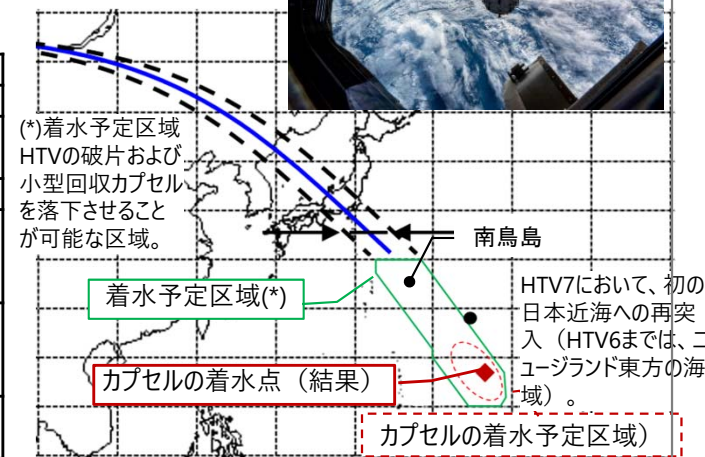 (*)着水予定区域
HTVの破片および
小型回収カプセル
を落下させること
が可能な区域。
南鳥島
着水予定区域(*)
HTV7において、初の
日本近海への再突
入（HTV6までは、ニ
ュージランド東方の海
域）。
カプセルの着水点（結果）
カプセルの着水予定区域）